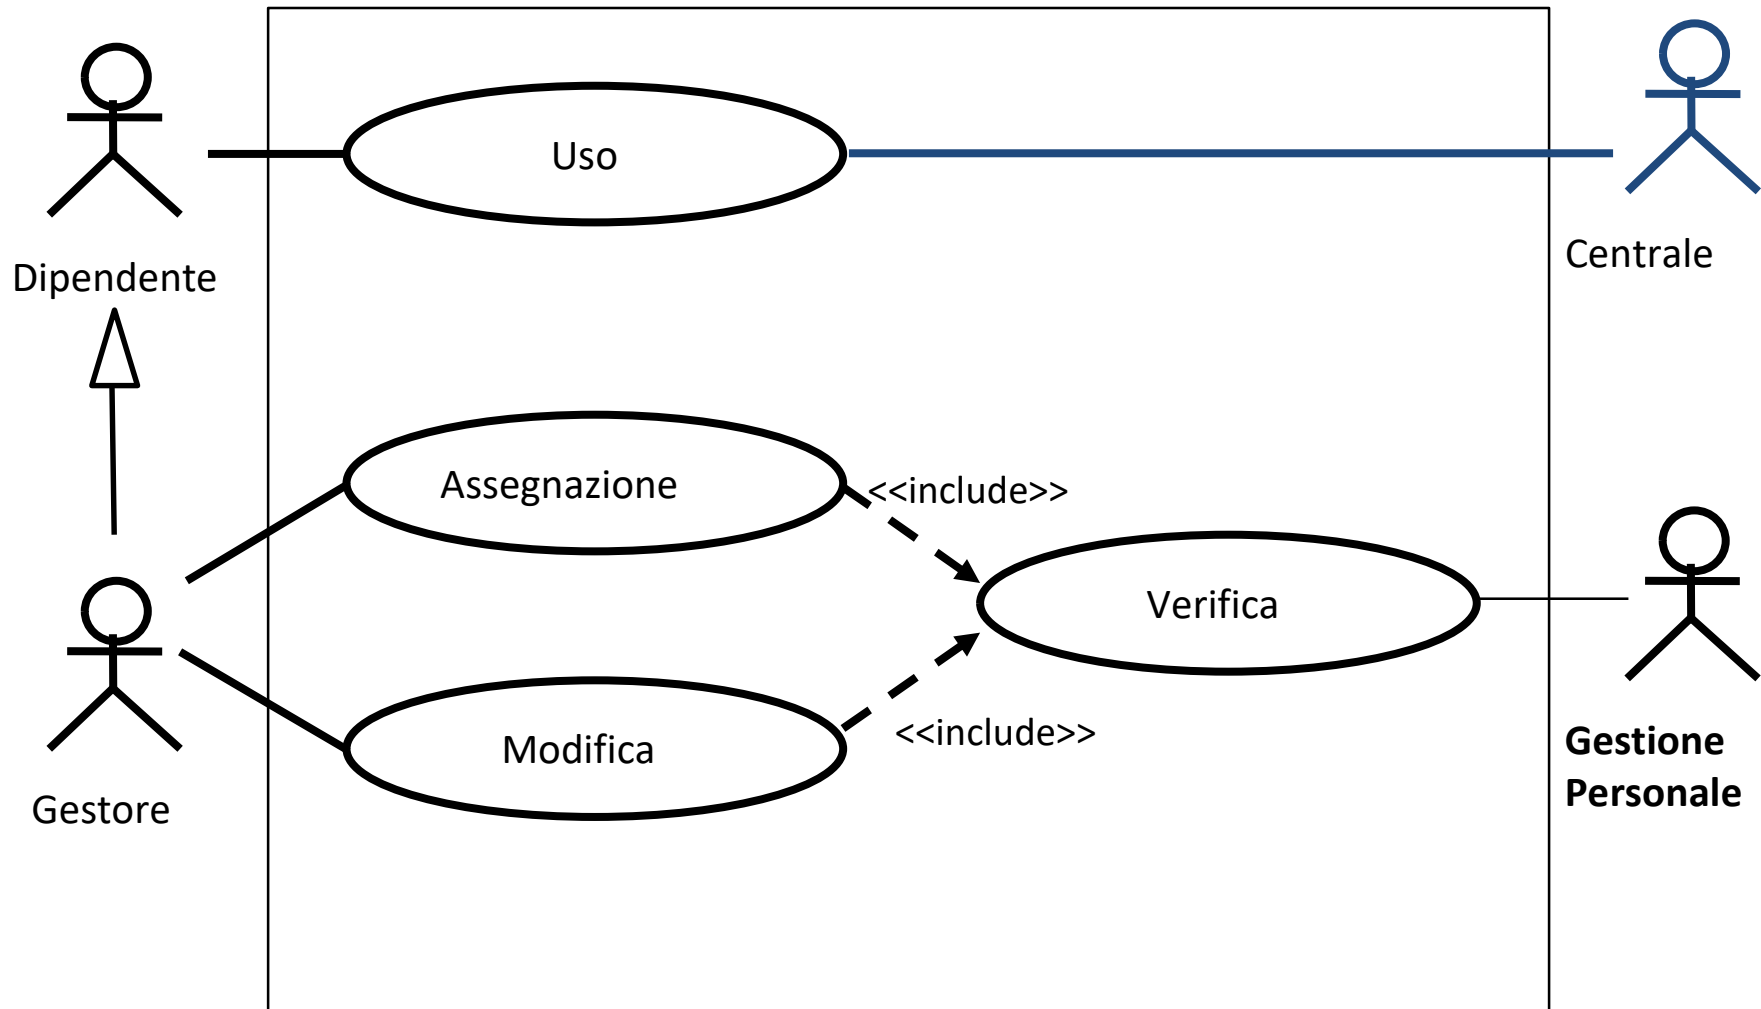 Uso
Dipendente
Centrale
Assegnazione
<<include>>
Verifica
Modifica
<<include>>
Gestore
Gestione
Personale